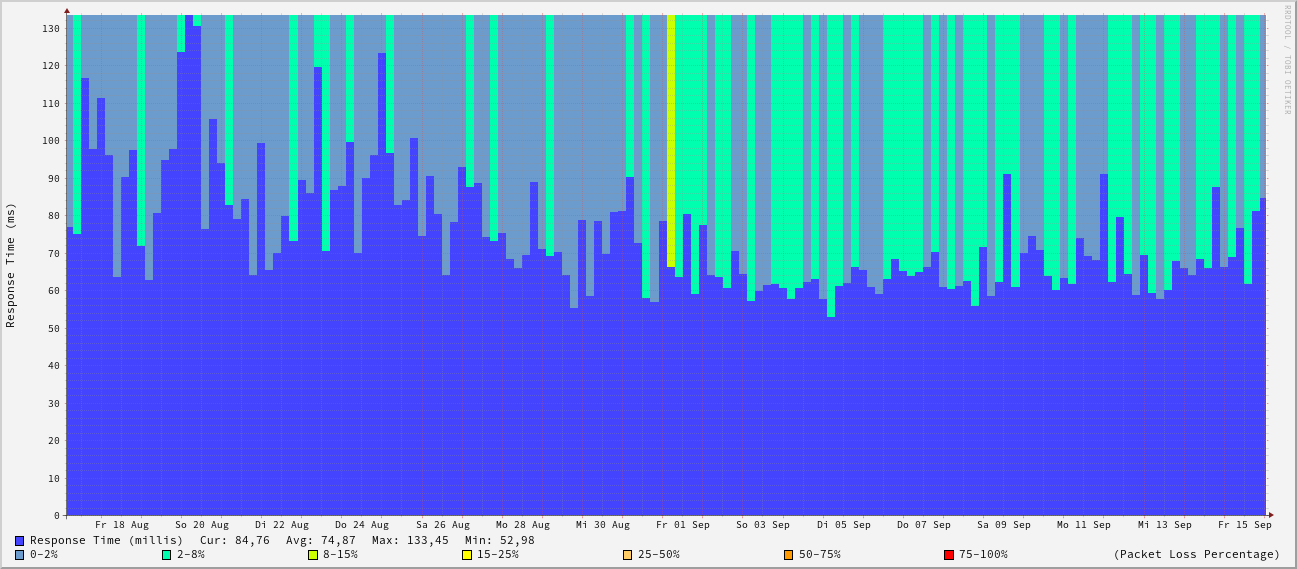 RRDTOOL / TOBI OETIKER
Response Time (ms)
130
120
110
100
90
80
70
60
50
40
30
20
10
0
Fr 18 Aug So 20 Aug Di 22 Aug Do 24 Aug Sa 26 Aug Mo 28 Aug Mi 30 Aug Fr 01 Sep So 03 Sep Di 05 Sep Do 07 Sep Sa 09 Sep Mo 11 Sep Mi 13 Sep Fr 15 Sep
Response Time (millis) Cur: 84,76 Avg: 74,87 Max: 133,45 Min: 52,98
0-2% 2-8% 8-15% 15-25% 25-50% 50-75% 75-100% (Packet Loss Percentage)